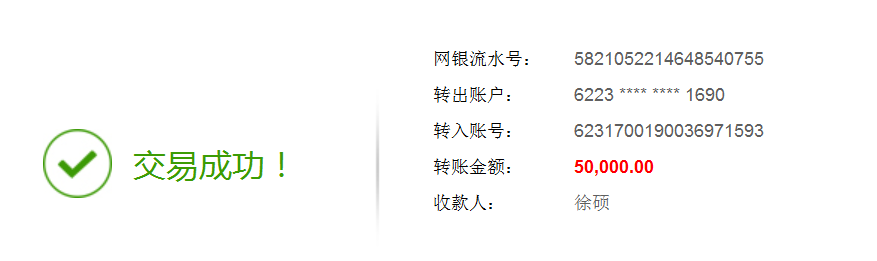 交易成功！
网银流水号： 5821052214648540755
转出账户： 6223 **** **** 1690
转入账号： 6231700190036971593
转账金额： 50,000.00
收款人： 徐硕